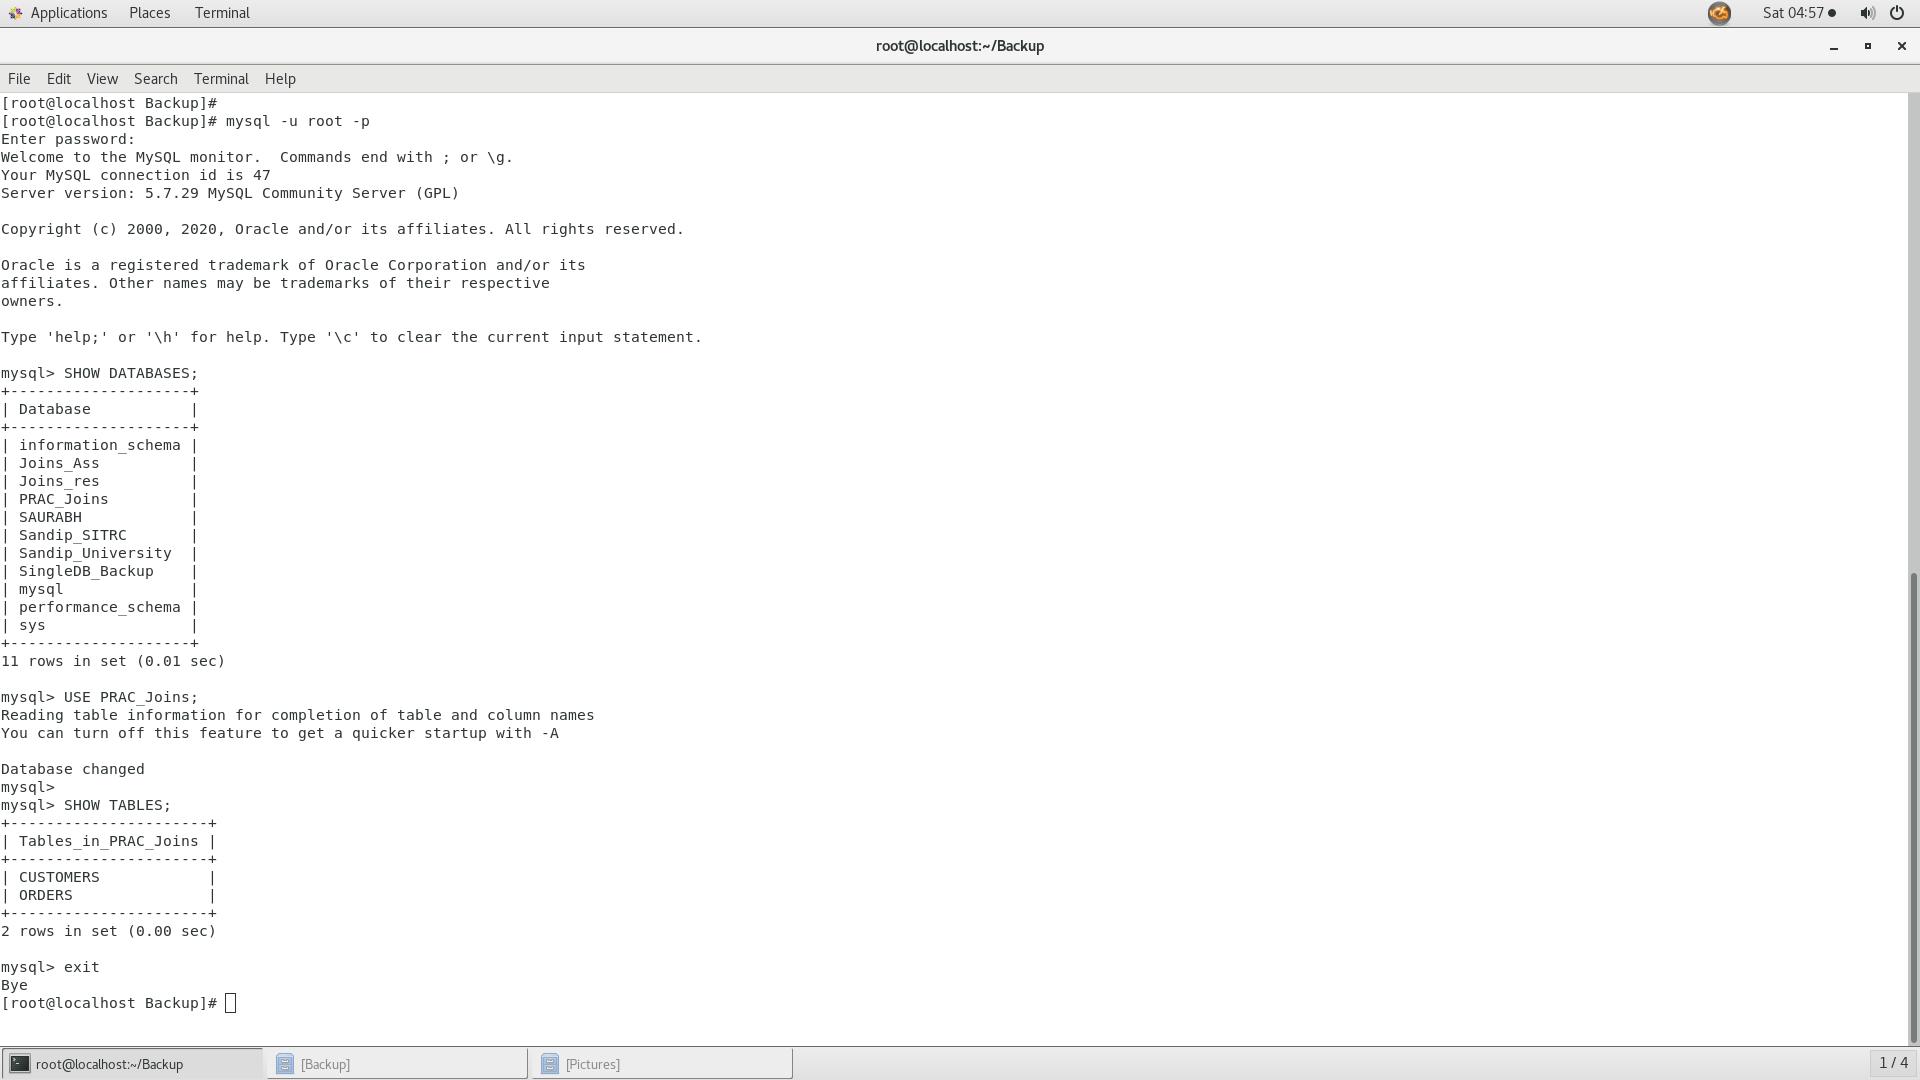 Applications Places Terminal Sat 04:57
root@localhost:~/Backup
File Edit View Search Terminal Help
[root@localhost Backup]#
[root@localhost Backup]# mysql -u root -p
Enter password:
Welcome to the MySQL monitor.  Commands end with ; or \g.
Your MySQL connection id is 47
Server version: 5.7.29 MySQL Community Server (GPL)

Copyright (c) 2000, 2020, Oracle and/or its affiliates. All rights reserved.

Oracle is a registered trademark of Oracle Corporation and/or its
affiliates. Other names may be trademarks of their respective
owners.

Type 'help;' or '\h' for help. Type '\c' to clear the current input statement.

mysql> SHOW DATABASES;
+--------------------+
| Database           |
+--------------------+
| information_schema |
| Joins_Ass          |
| Joins_res          |
| PRAC_Joins         |
| SAURABH            |
| Sandip_SITRC       |
| Sandip_University  |
| SingleDB_Backup    |
| mysql              |
| performance_schema |
| sys                |
+--------------------+
11 rows in set (0.01 sec)

mysql> USE PRAC_Joins;
Reading table information for completion of table and column names
You can turn off this feature to get a quicker startup with -A

Database changed
mysql>
mysql> SHOW TABLES;
+----------------------+
| Tables_in_PRAC_Joins |
+----------------------+
| CUSTOMERS            |
| ORDERS               |
+----------------------+
2 rows in set (0.00 sec)

mysql> exit
Bye
[root@localhost Backup]#
root@localhost:~/Backup [Backup] [Pictures] 1 / 4